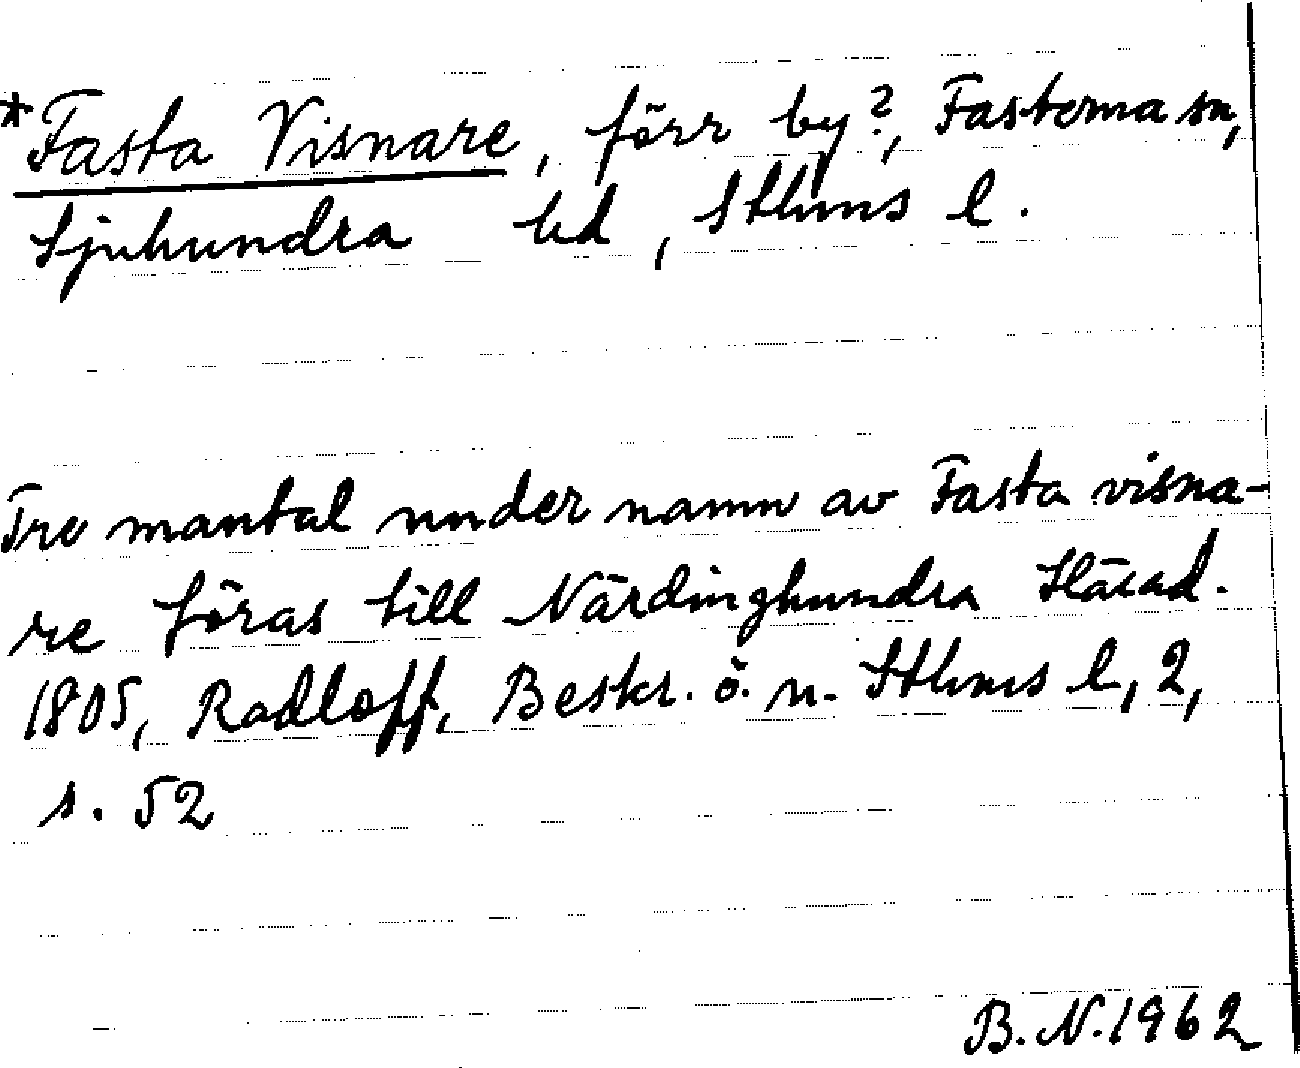 *Fasta Visnare, förr by?, Fasterna sn,
Sjuhundra hd, Sthms l.
Tre mantal under namn av Fasta visna-
re föras till Närdinghundra Härad.
1805, Radloff, Beskr. ö. n. Sthms l, 2,
s. 52
B.N. 1962